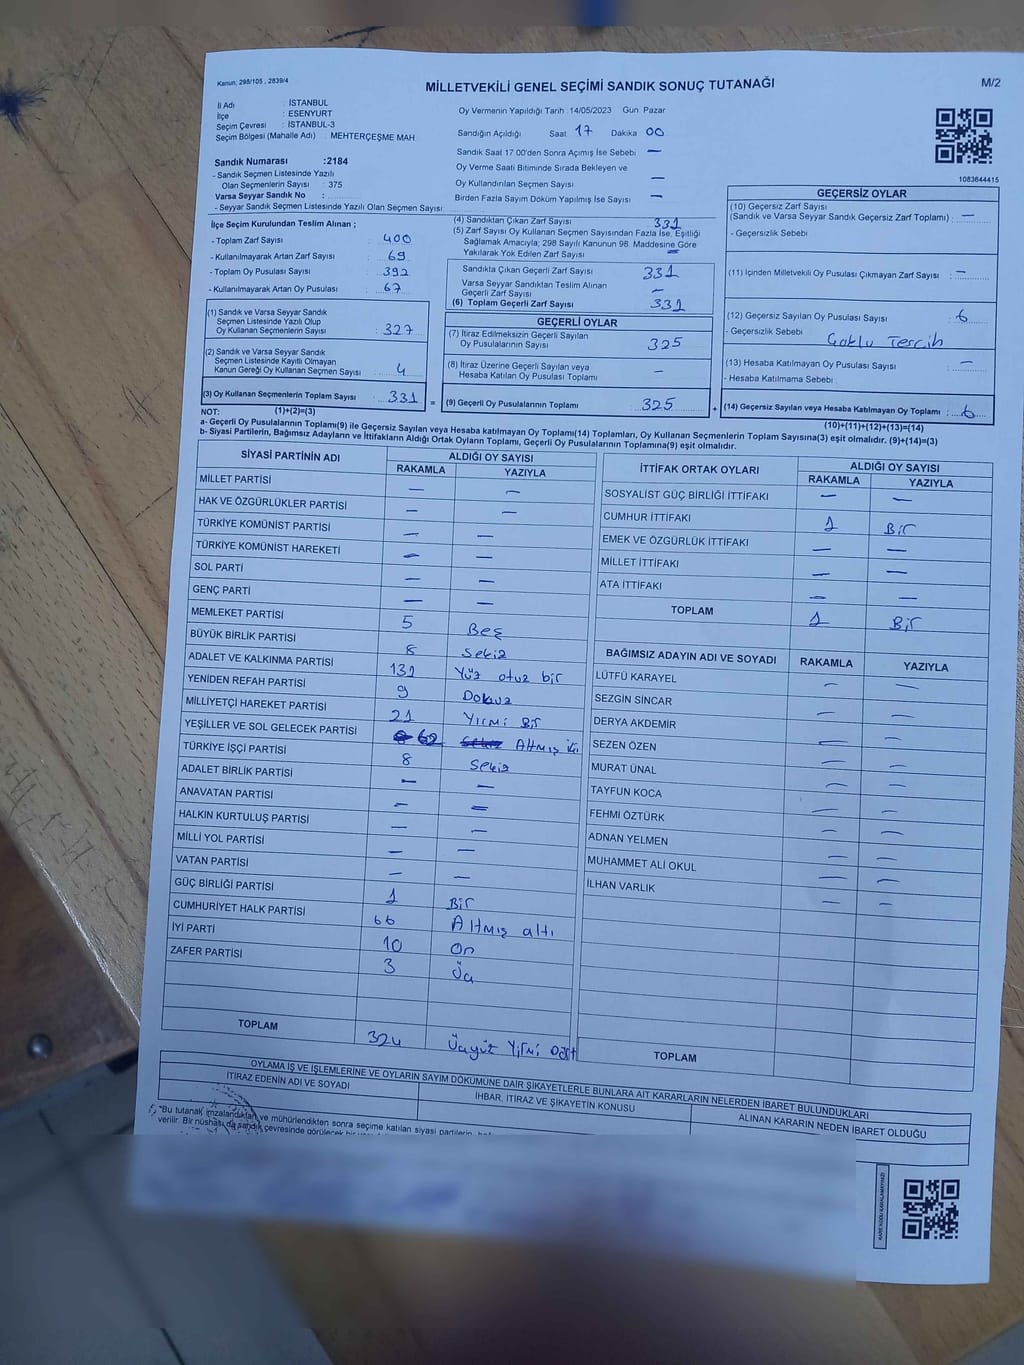 Kanun; 298/105 , 2839/4
MİLLETVEKİLİ GENEL SEÇİMİ SANDIK SONUÇ TUTANAĞI
M/2
İl Adı : İSTANBUL
İlçe : ESENYURT
Seçim Çevresi : İSTANBUL-3
Seçim Bölgesi (Mahalle Adı) : MEHTERÇEŞME MAH.
Oy Vermenin Yapıldığı Tarih :14/05/2023 Gün: Pazar
Sandığın Açıldığı Saat 17 Dakika 00
Sandık Saat 17:00'den Sonra Açımış İse Sebebi : —
Oy Verme Saati Bitiminde Sırada Bekleyen ve
Oy Kullandırılan Seçmen Sayısı : —
Birden Fazla Sayım Döküm Yapılmış İse Sayısı : —
1083644415
Sandık Numarası :2184
- Sandık Seçmen Listesinde Yazılı
Olan Seçmenlerin Sayısı : 375
Varsa Seyyar Sandık No :
- Seyyar Sandık Seçmen Listesinde Yazılı Olan Seçmen Sayısı:
İlçe Seçim Kurulundan Teslim Alınan ;
- Toplam Zarf Sayısı : 400
- Kullanılmayarak Artan Zarf Sayısı : 69
- Toplam Oy Pusulası Sayısı : 392
- Kullanılmayarak Artan Oy Pusulası : 67
(1) Sandık ve Varsa Seyyar Sandık
Seçmen Listesinde Yazılı Olup
Oy Kullanan Seçmenlerin Sayısı : 327
(2) Sandık ve Varsa Seyyar Sandık
Seçmen Listesinde Kayıtlı Olmayan
Kanun Gereği Oy Kullanan Seçmen Sayısı : 4
(3) Oy Kullanan Seçmenlerin Toplam Sayısı : 331
(1)+(2)=(3)
(4) Sandıktan Çıkan Zarf Sayısı : 331
(5) Zarf Sayısı Oy Kullanan Seçmen Sayısından Fazla İse, Eşitliği
Sağlamak Amacıyla; 298 Sayılı Kanunun 98. Maddesine Göre
Yakılarak Yok Edilen Zarf Sayısı : —
Sandıkta Çıkan Geçerli Zarf Sayısı : 331
Varsa Seyyar Sandıktan Teslim Alınan
Geçerli Zarf Sayısı : —
(6) Toplam Geçerli Zarf Sayısı : 331
GEÇERLİ OYLAR
(7) İtiraz Edilmeksizin Geçerli Sayılan
Oy Pusulalarının Sayısı : 325
(8) İtiraz Üzerine Geçerli Sayılan veya
Hesaba Katılan Oy Pusulası Toplamı : —
= (9) Geçerli Oy Pusulalarının Toplamı : 325 +
GEÇERSİZ OYLAR
(10) Geçersiz Zarf Sayısı
(Sandık ve Varsa Seyyar Sandık Geçersiz Zarf Toplamı) : —
- Geçersizlik Sebebi
(11) İçinden Milletvekili Oy Pusulası Çıkmayan Zarf Sayısı : —
(12) Geçersiz Sayılan Oy Pusulası Sayısı : 6
- Geçersizlik Sebebi : Çoklu Tercih
(13) Hesaba Katılmayan Oy Pusulası Sayısı : —
- Hesaba Katılmama Sebebi
(14) Geçersiz Sayılan veya Hesaba Katılmayan Oy Toplamı : 6
(10)+(11)+(12)+(13)=(14)
NOT:
a- Geçerli Oy Pusulalarının Toplamı(9) ile Geçersiz Sayılan veya Hesaba katılmayan Oy Toplamı(14) Toplamları, Oy Kullanan Seçmenlerin Toplam Sayısına(3) eşit olmalıdır. (9)+(14)=(3)
b- Siyasi Partilerin, Bağımsız Adayların ve İttifakların Aldığı Ortak Oyların Toplamı, Geçerli Oy Pusulalarının Toplamına(9) eşit olmalıdır.
SİYASİ PARTİNİN ADI ALDIĞI OY SAYISI
RAKAMLA YAZIYLA
MİLLET PARTİSİ — —
HAK VE ÖZGÜRLÜKLER PARTİSİ — —
TÜRKİYE KOMÜNİST PARTİSİ — —
TÜRKİYE KOMÜNİST HAREKETİ — —
SOL PARTİ — —
GENÇ PARTİ — —
MEMLEKET PARTİSİ 5 Beş
BÜYÜK BİRLİK PARTİSİ 8 Sekiz
ADALET VE KALKINMA PARTİSİ 131 Yüz otuz bir
YENİDEN REFAH PARTİSİ 9 Dokuz
MİLLİYETÇİ HAREKET PARTİSİ 21 Yirmi Bir
YEŞİLLER VE SOL GELECEK PARTİSİ 62 Altmış iki
TÜRKİYE İŞÇİ PARTİSİ 8 Sekiz
ADALET BİRLİK PARTİSİ — —
ANAVATAN PARTİSİ — —
HALKIN KURTULUŞ PARTİSİ — —
MİLLİ YOL PARTİSİ — —
VATAN PARTİSİ — —
GÜÇ BİRLİĞİ PARTİSİ 1 Bir
CUMHURİYET HALK PARTİSİ 66 Altmış altı
İYİ PARTİ 10 On
ZAFER PARTİSİ 3 Üç
TOPLAM 324 Üçyüz Yirmi Dört
İTTİFAK ORTAK OYLARI ALDIĞI OY SAYISI
RAKAMLA YAZIYLA
SOSYALİST GÜÇ BİRLİĞİ İTTİFAKI — —
CUMHUR İTTİFAKI 1 Bir
EMEK VE ÖZGÜRLÜK İTTİFAKI — —
MİLLET İTTİFAKI — —
ATA İTTİFAKI — —
TOPLAM 1 Bir
BAĞIMSIZ ADAYIN ADI VE SOYADI RAKAMLA YAZIYLA
LÜTFÜ KARAYEL — —
SEZGİN SİNCAR — —
DERYA AKDEMİR — —
SEZEN ÖZEN — —
MURAT ÜNAL — —
TAYFUN KOCA — —
FEHMİ ÖZTÜRK — —
ADNAN YELMEN — —
MUHAMMET ALİ OKUL — —
İLHAN VARLIK — —
TOPLAM
OYLAMA İŞ VE İŞLEMLERİNE VE OYLARIN SAYIM DÖKÜMÜNE DAİR ŞİKAYETLERLE BUNLARA AİT KARARLARIN NELERDEN İBARET BULUNDUKLARI
İTİRAZ EDENİN ADI VE SOYADI
İHBAR, İTİRAZ VE ŞİKAYETİN KONUSU
ALINAN KARARIN NEDEN İBARET OLDUĞU
"Bu tutanak imzalandıktan ve mühürlendikten sonra seçime katılan siyasi partilerin,
verilir. Bir nüshası da sandık çevresinde